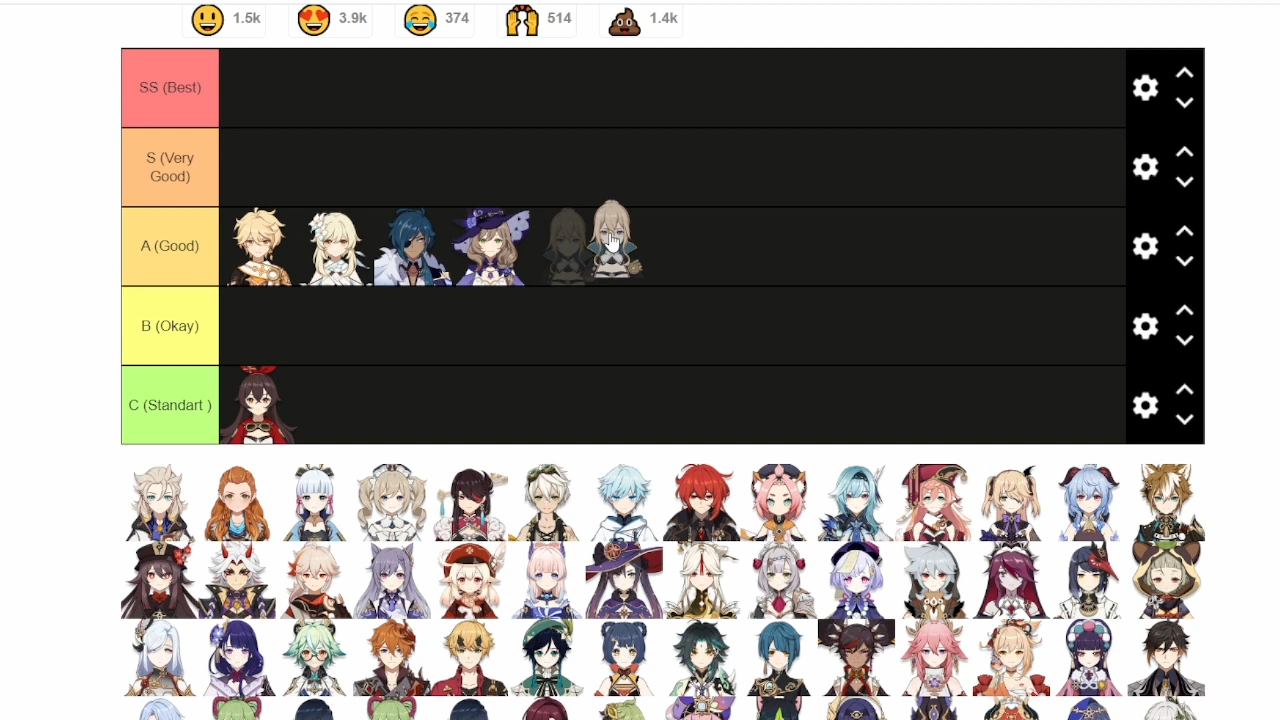 1.5k 3.9k 374 514 1.4k
SS (Best)
S (Very
Good)
A (Good)
B (Okay)
C (Standart )